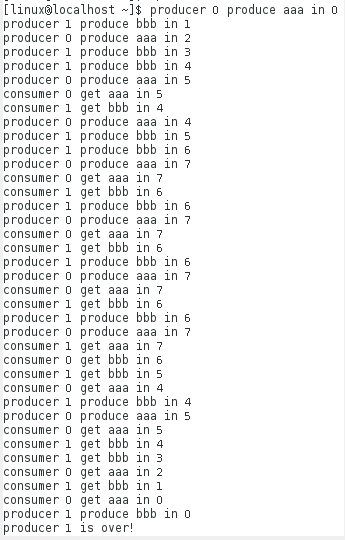 [linux@localhost ~]$ producer 0 produce aaa in 0
producer 1 produce bbb in 1
producer 0 produce aaa in 2
producer 1 produce bbb in 3
producer 1 produce bbb in 4
producer 0 produce aaa in 5
consumer 0 get aaa in 5
consumer 1 get bbb in 4
producer 0 produce aaa in 4
producer 1 produce bbb in 5
producer 1 produce bbb in 6
producer 0 produce aaa in 7
consumer 0 get aaa in 7
consumer 1 get bbb in 6
producer 1 produce bbb in 6
producer 0 produce aaa in 7
consumer 0 get aaa in 7
consumer 1 get bbb in 6
producer 1 produce bbb in 6
producer 0 produce aaa in 7
consumer 0 get aaa in 7
consumer 1 get bbb in 6
producer 1 produce bbb in 6
producer 0 produce aaa in 7
consumer 1 get aaa in 7
consumer 0 get bbb in 6
consumer 1 get bbb in 5
consumer 0 get aaa in 4
producer 1 produce bbb in 4
producer 0 produce aaa in 5
consumer 0 get aaa in 5
consumer 1 get bbb in 4
consumer 1 get bbb in 3
consumer 0 get aaa in 2
consumer 1 get bbb in 1
consumer 0 get aaa in 0
producer 1 produce bbb in 0
producer 1 is over!